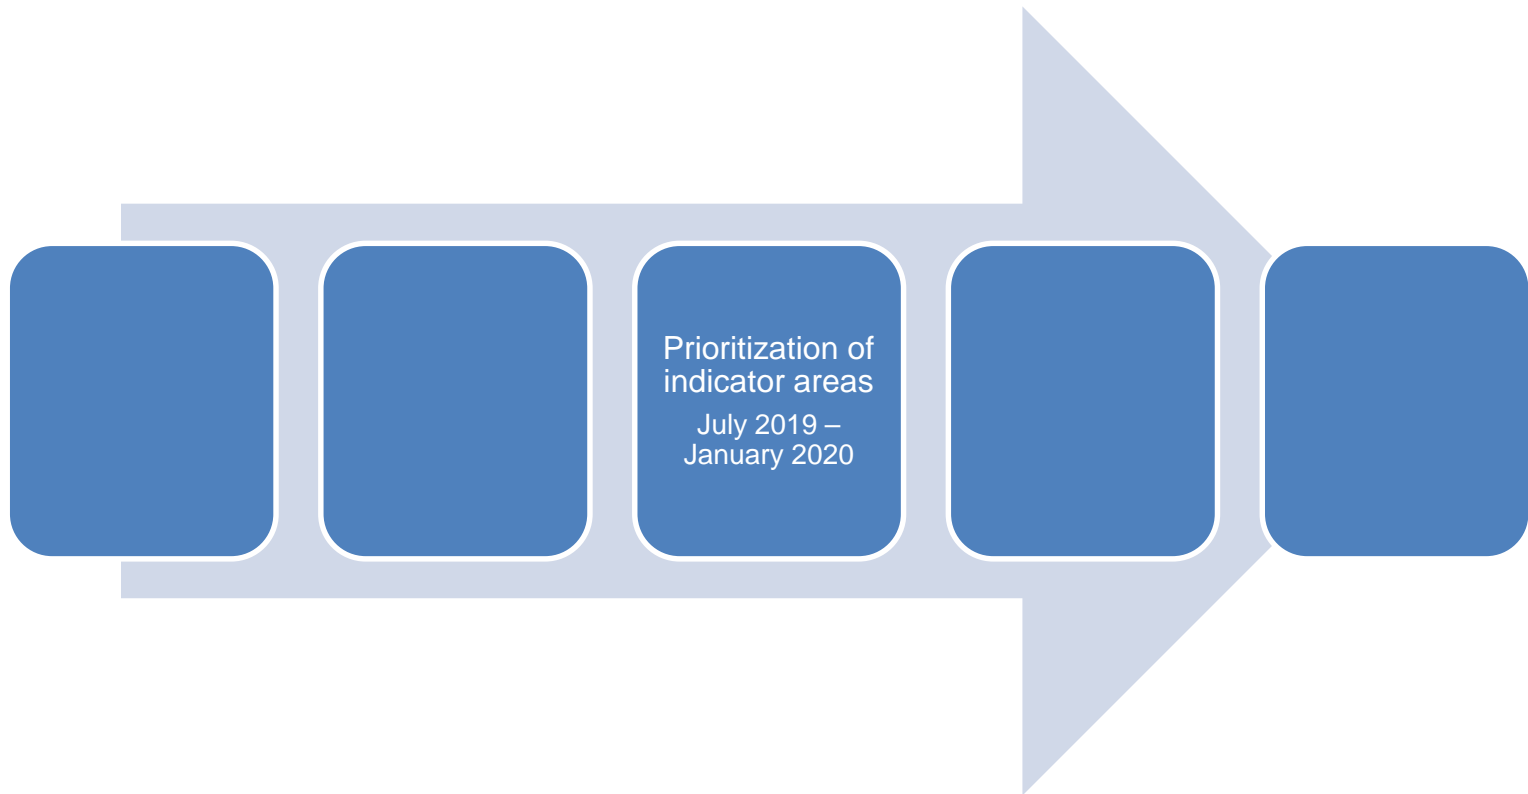 Prioritization of
indicator areas
July 2019 –
January 2020